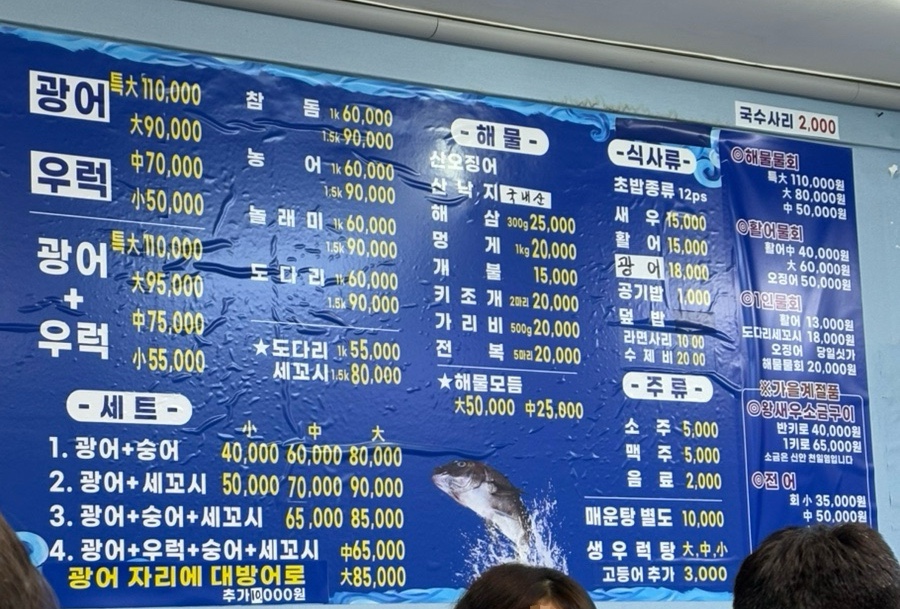 광어
우럭
특大 110,000
大 90,000
中 70,000
小 50,000
광어
+
우럭
특大 110,000
大 95,000
中 75,000
小 55,000
참 돔 1k 60,000
1.5k 90,000
농 어 1k 60,000
1.5k 90,000
놀래미 1k 60,000
1.5k 90,000
도다리 1k 60,000
1.5k 90,000
★도다리 1k 55,000
세꼬시 1.5k 80,000
-세트-
小 中 大
1. 광어+숭어 40,000 60,000 80,000
2. 광어+세꼬시 50,000 70,000 90,000
3. 광어+숭어+세꼬시 65,000 85,000
4. 광어+우럭+숭어+세꼬시 中65,000
大85,000
광어 자리에 대방어로
추가10000원
-해물-
산오징어
산낙지 국내산
해 삼 300g 25,000
멍 게 1kg 20,000
개 불 15,000
키조개 2마리 20,000
가리비 500g 20,000
전 복 5마리 20,000
★해물모듬
大50,000 中25,000
-식사류-
초밥종류 12ps
새 우 15,000
활 어 15,000
광 어 18,000
공기밥 1,000
덮 밥
라면사리
수제비
-주류-
소 주 5,000
맥 주 5,000
음 료 2,000
매운탕 별도 10,000
생우럭탕 大,中,小
고등어 추가 3,000
국수사리 2,000
◎해물물회
특大 110,000원
大 80,000원
中 50,000원
◎활어물회
활어中 40,000원
大 60,000원
오징어 50,000원
◎1인물회
활어 13,000원
도다리세꼬시 18,000원
오징어 당일싯가
해물물회 20,000원
※가을계절품
◎왕새우소금구이
반키로 40,000원
1키로 65,000원
소금은 신안 천일염입니다
◎전 어
회 小 35,000원
中 50,000원